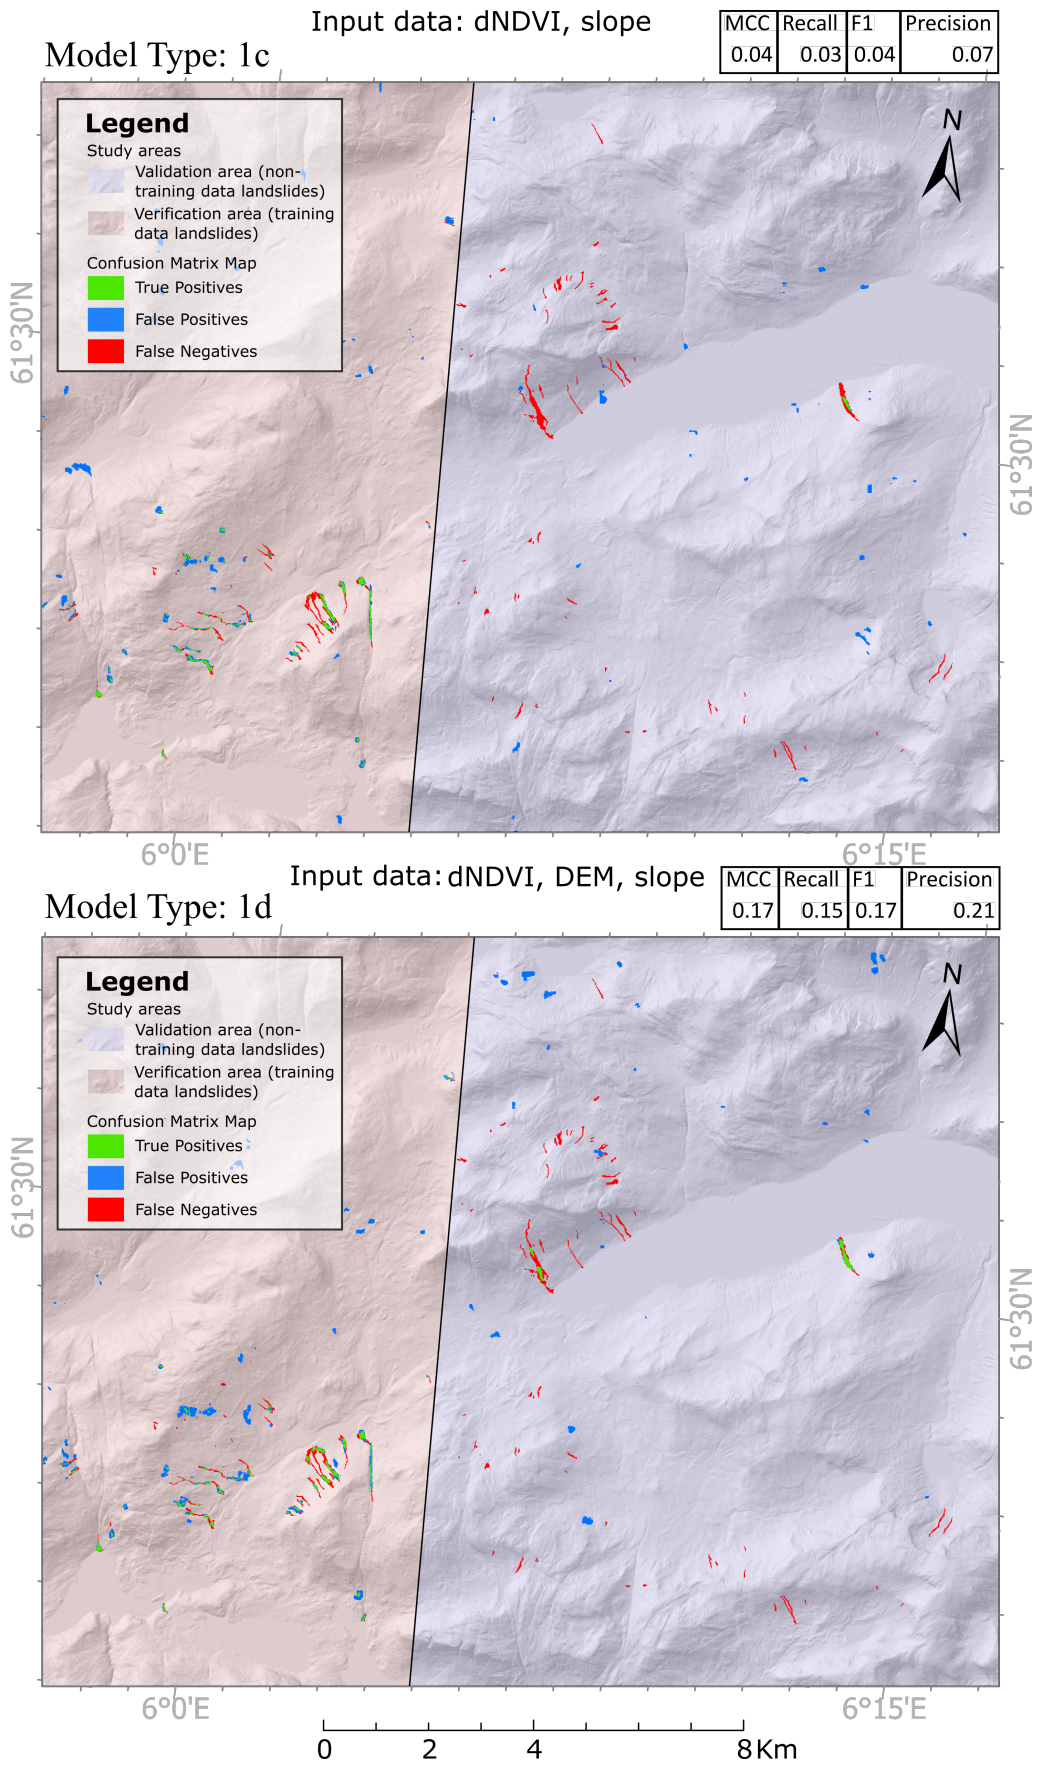 Input data: dNDVI, slope
Model Type: 1c
MCC Recall F1 Precision
0.04 0.03 0.04 0.07
Legend
Study areas
Validation area (non-
training data landslides)
Verification area (training
data landslides)
Confusion Matrix Map
True Positives
False Positives
False Negatives
N
61°30'N
61°30'N
6°0'E
6°15'E
Input data: dNDVI, DEM, slope
Model Type: 1d
MCC Recall F1 Precision
0.17 0.15 0.17 0.21
Legend
Study areas
Validation area (non-
training data landslides)
Verification area (training
data landslides)
Confusion Matrix Map
True Positives
False Positives
False Negatives
N
61°30'N
61°30'N
6°0'E
6°15'E
0 2 4 8 Km